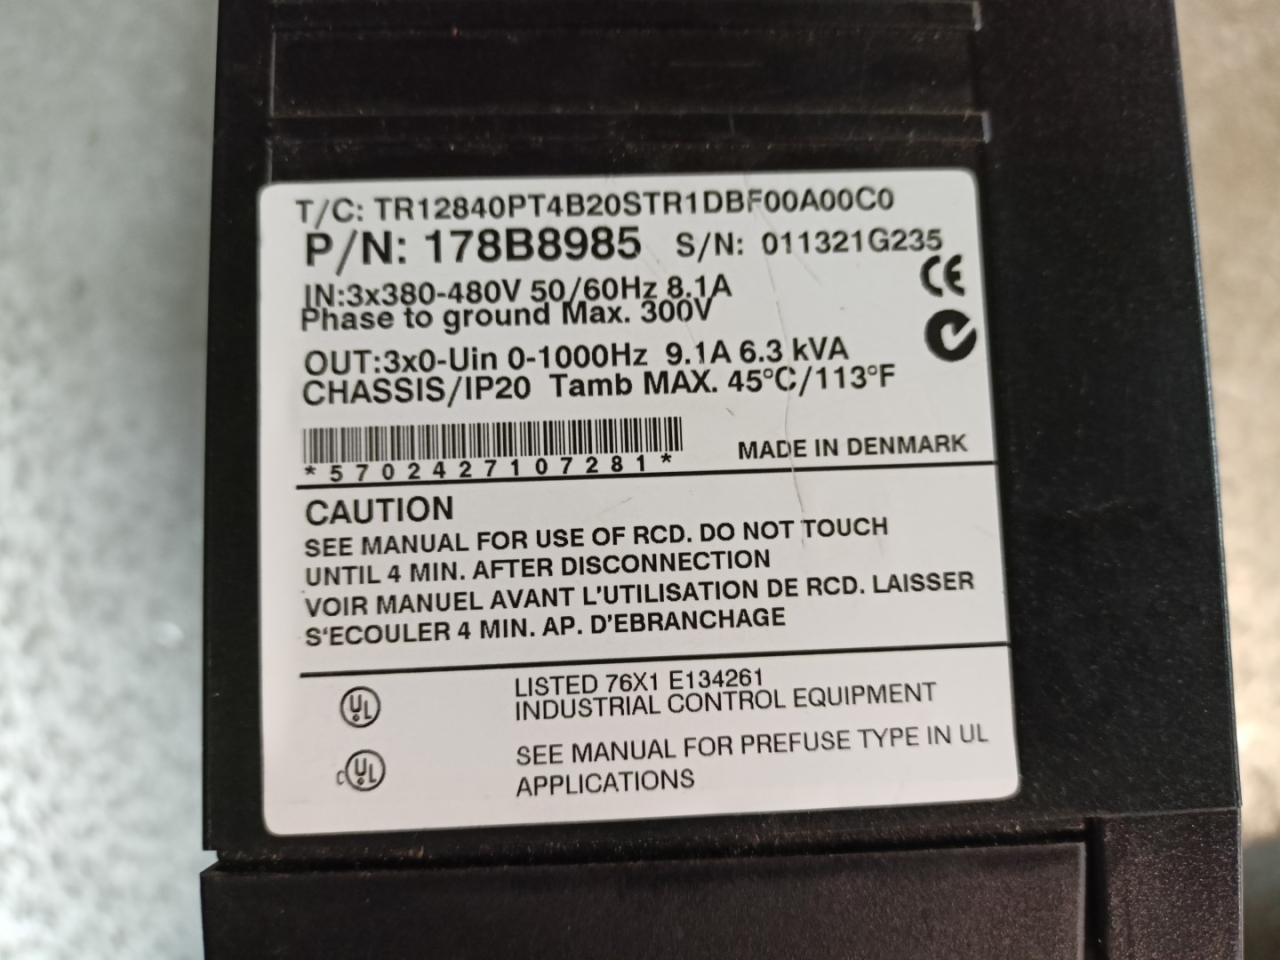 T/C: TR12840PT4B20STR1DBF00A00C0
P/N: 178B8985 S/N: 011321G235
IN:3x380-480V 50/60Hz 8.1A
Phase to ground Max. 300V
OUT:3x0-Uin 0-1000Hz 9.1A 6.3 kVA
CHASSIS/IP20 Tamb MAX. 45°C/113°F
CE
*5702427107281*
MADE IN DENMARK
CAUTION
SEE MANUAL FOR USE OF RCD. DO NOT TOUCH
UNTIL 4 MIN. AFTER DISCONNECTION
VOIR MANUEL AVANT L'UTILISATION DE RCD. LAISSER
S'ECOULER 4 MIN. AP. D'EBRANCHAGE
UL
LISTED 76X1 E134261
INDUSTRIAL CONTROL EQUIPMENT
c UL
SEE MANUAL FOR PREFUSE TYPE IN UL
APPLICATIONS